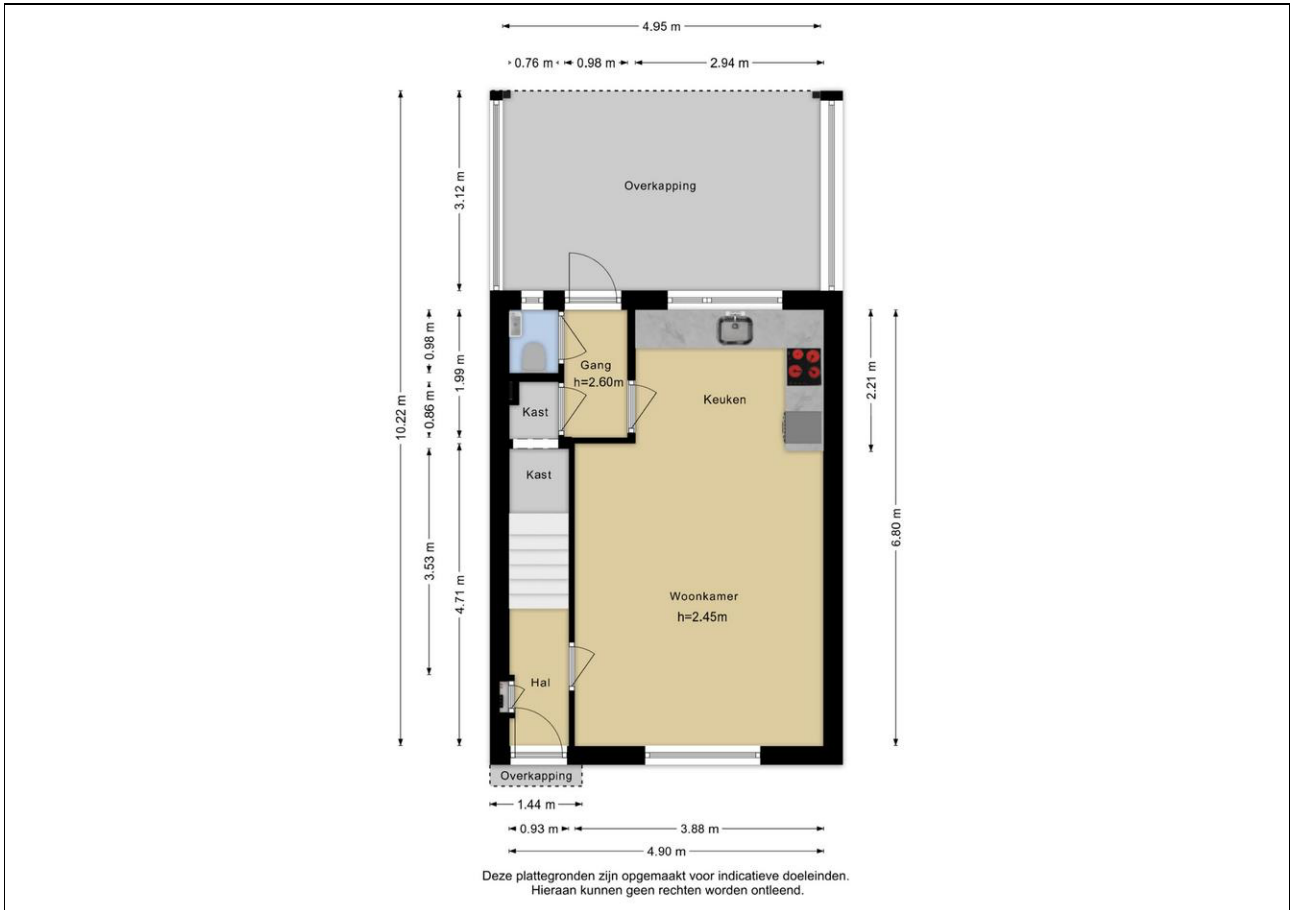 4.95 m
0.76 m
0.98 m
2.94 m
10.22 m
3.12 m
Overkapping
0.98 m
0.86 m
1.99 m
Gang
h=2.60m
Kast
Keuken
2.21 m
6.80 m
Kast
3.53 m
4.71 m
Woonkamer
h=2.45m
Hal
Overkapping
1.44 m
0.93 m
3.88 m
4.90 m
Deze plattegronden zijn opgemaakt voor indicatieve doeleinden.
Hieraan kunnen geen rechten worden ontleend.